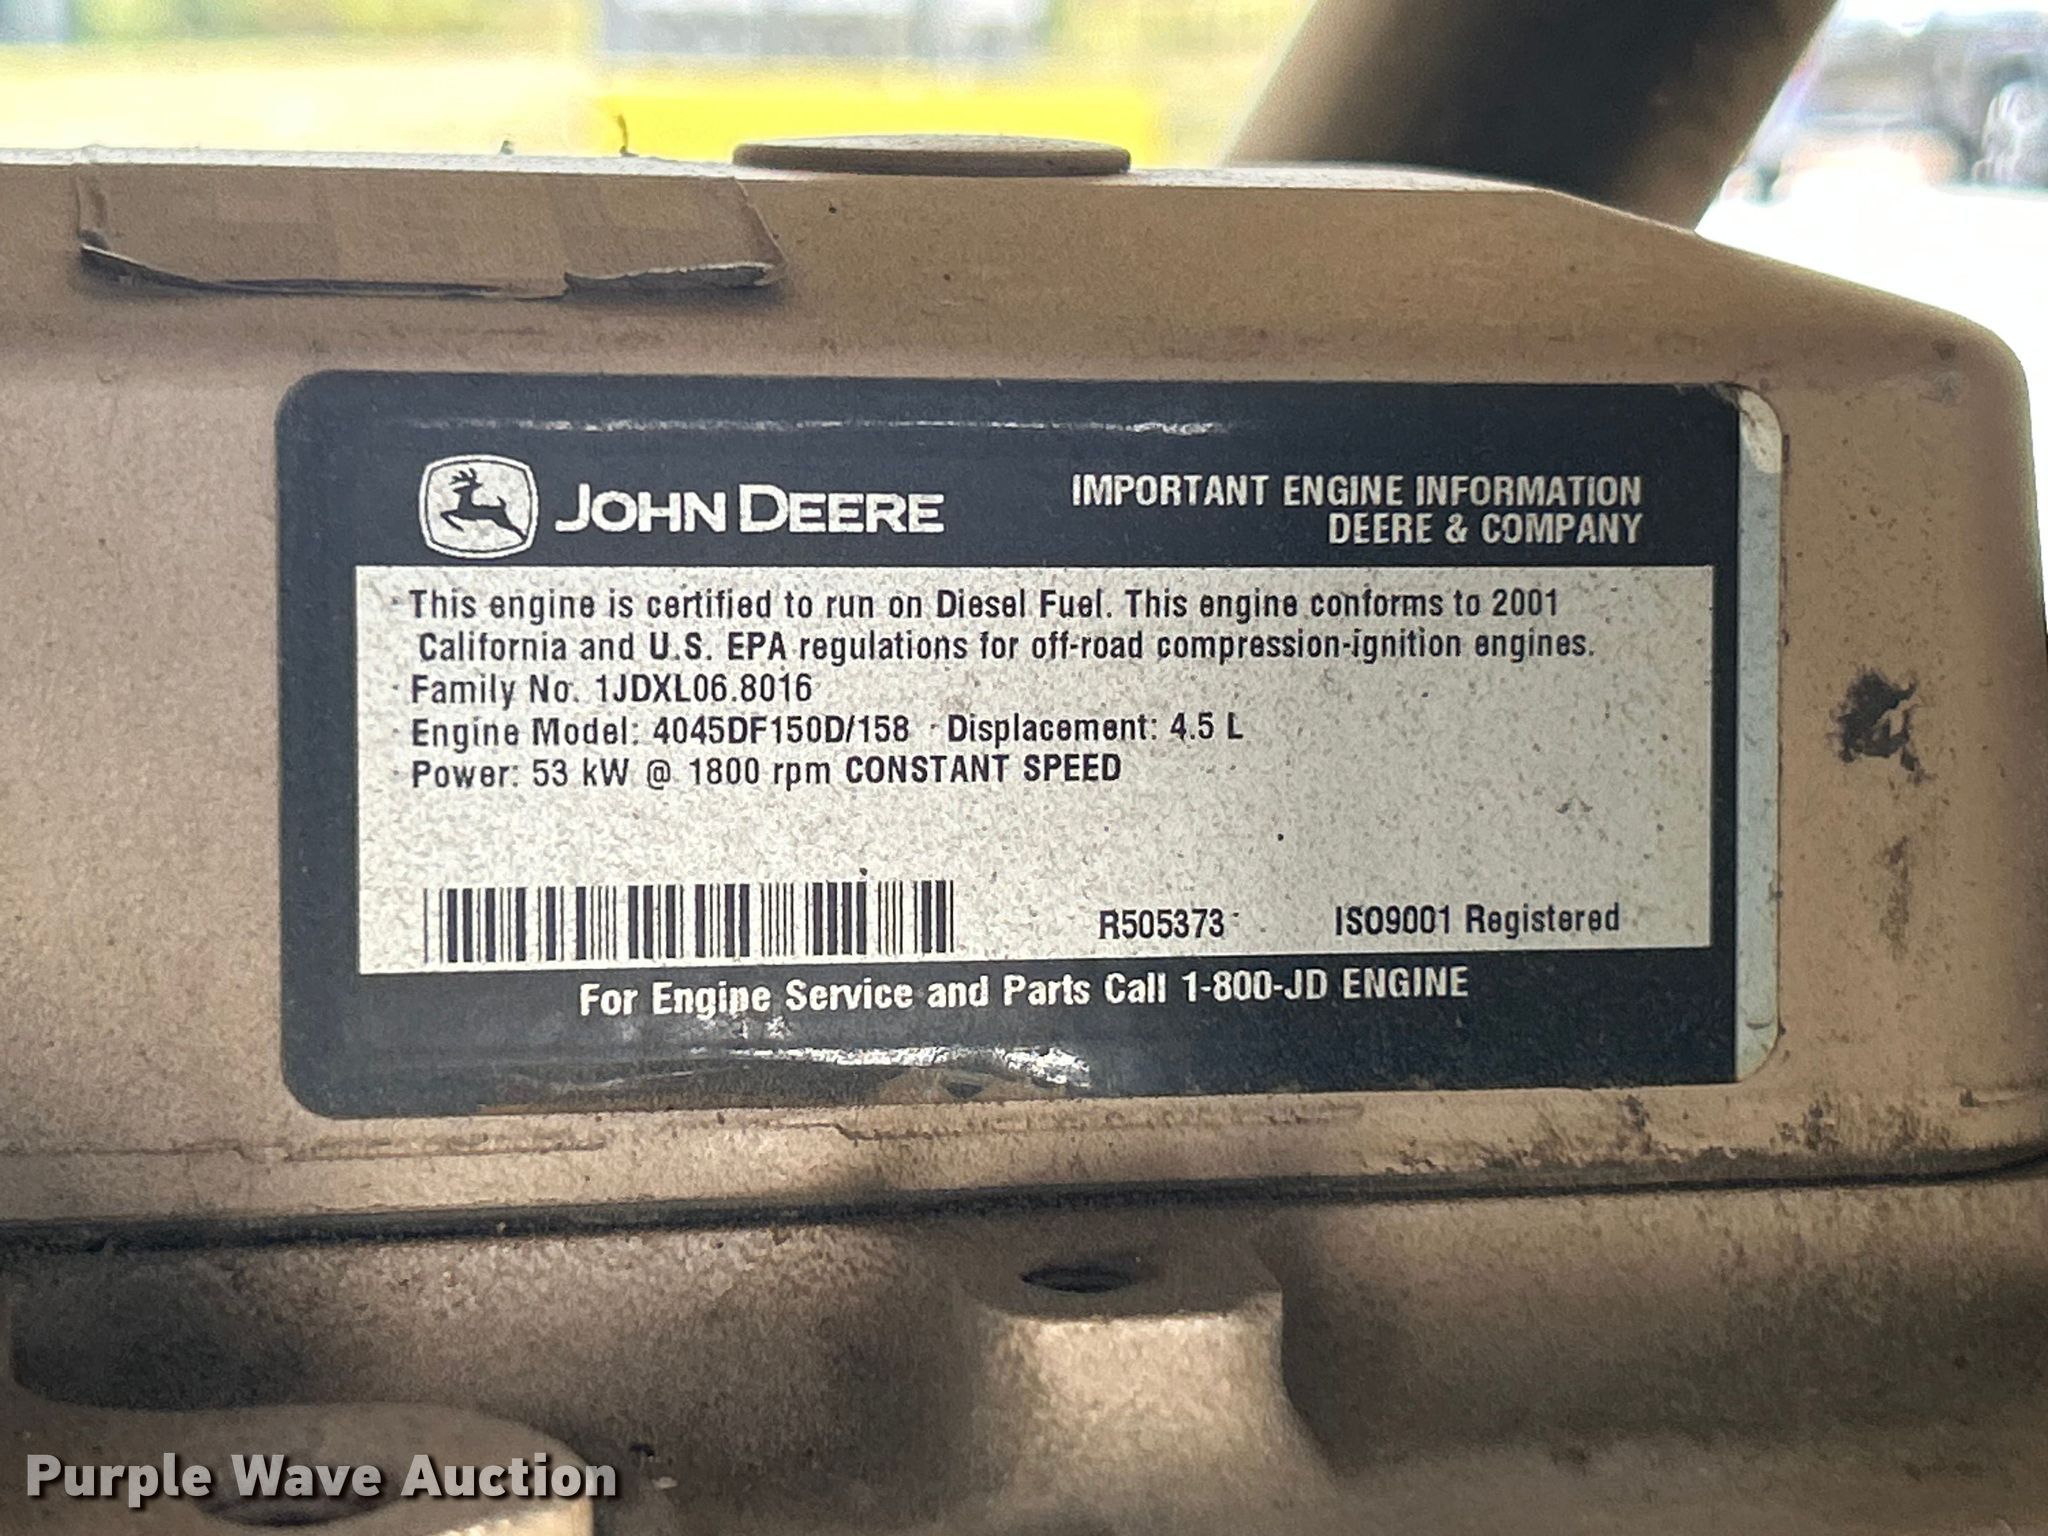 JOHN DEERE
IMPORTANT ENGINE INFORMATION
DEERE & COMPANY
· This engine is certified to run on Diesel Fuel. This engine conforms to 2001
California and U.S. EPA regulations for off-road compression-ignition engines.
· Family No. 1JDXL06.8016
· Engine Model: 4045DF150D/158 · Displacement: 4.5 L
· Power: 53 kW @ 1800 rpm CONSTANT SPEED
R505373
ISO9001 Registered
For Engine Service and Parts Call 1-800-JD ENGINE
Purple Wave Auction